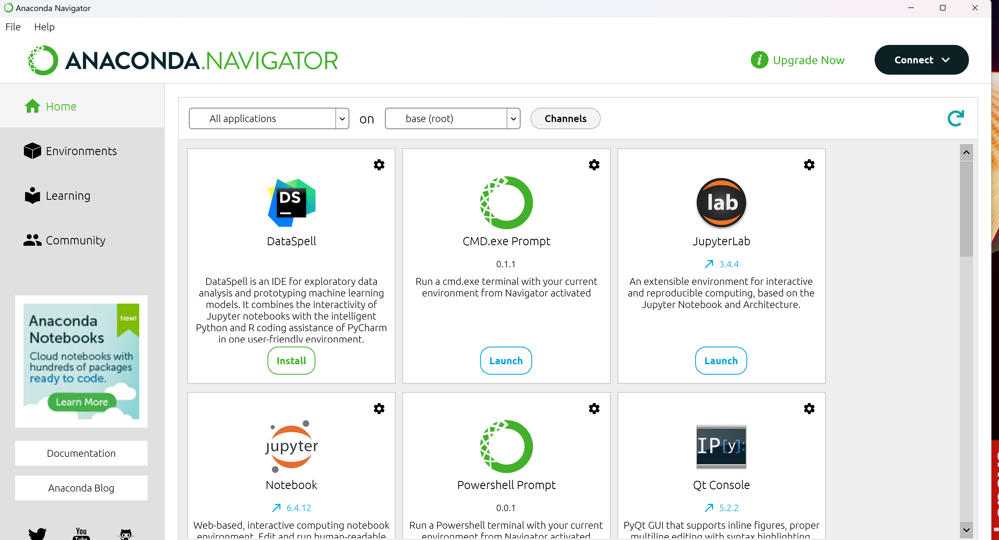 Anaconda Navigator
File Help
ANACONDA.NAVIGATOR
Upgrade Now
Connect
Home
Environments
Learning
Community
Anaconda
Notebooks
New!
Cloud notebooks with
hundreds of packages
ready to code.
Learn More
Documentation
Anaconda Blog
You
Tube
All applications on base (root) Channels
DS
DataSpell
DataSpell is an IDE for exploratory data
analysis and prototyping machine learning
models. It combines the interactivity of
Jupyter notebooks with the intelligent
Python and R coding assistance of PyCharm
in one user-friendly environment.
Install
CMD.exe Prompt
0.1.1
Run a cmd.exe terminal with your current
environment from Navigator activated
Launch
lab
JupyterLab
3.4.4
An extensible environment for interactive
and reproducible computing, based on the
Jupyter Notebook and Architecture.
Launch
jupyter
Notebook
6.4.12
Web-based, interactive computing notebook
environment. Edit and run human-readable
Powershell Prompt
0.0.1
Run a Powershell terminal with your current
environment from Navigator activated
IP[y]:
Qt Console
5.2.2
PyQt GUI that supports inline figures, proper
multiline editing with syntax highlighting,